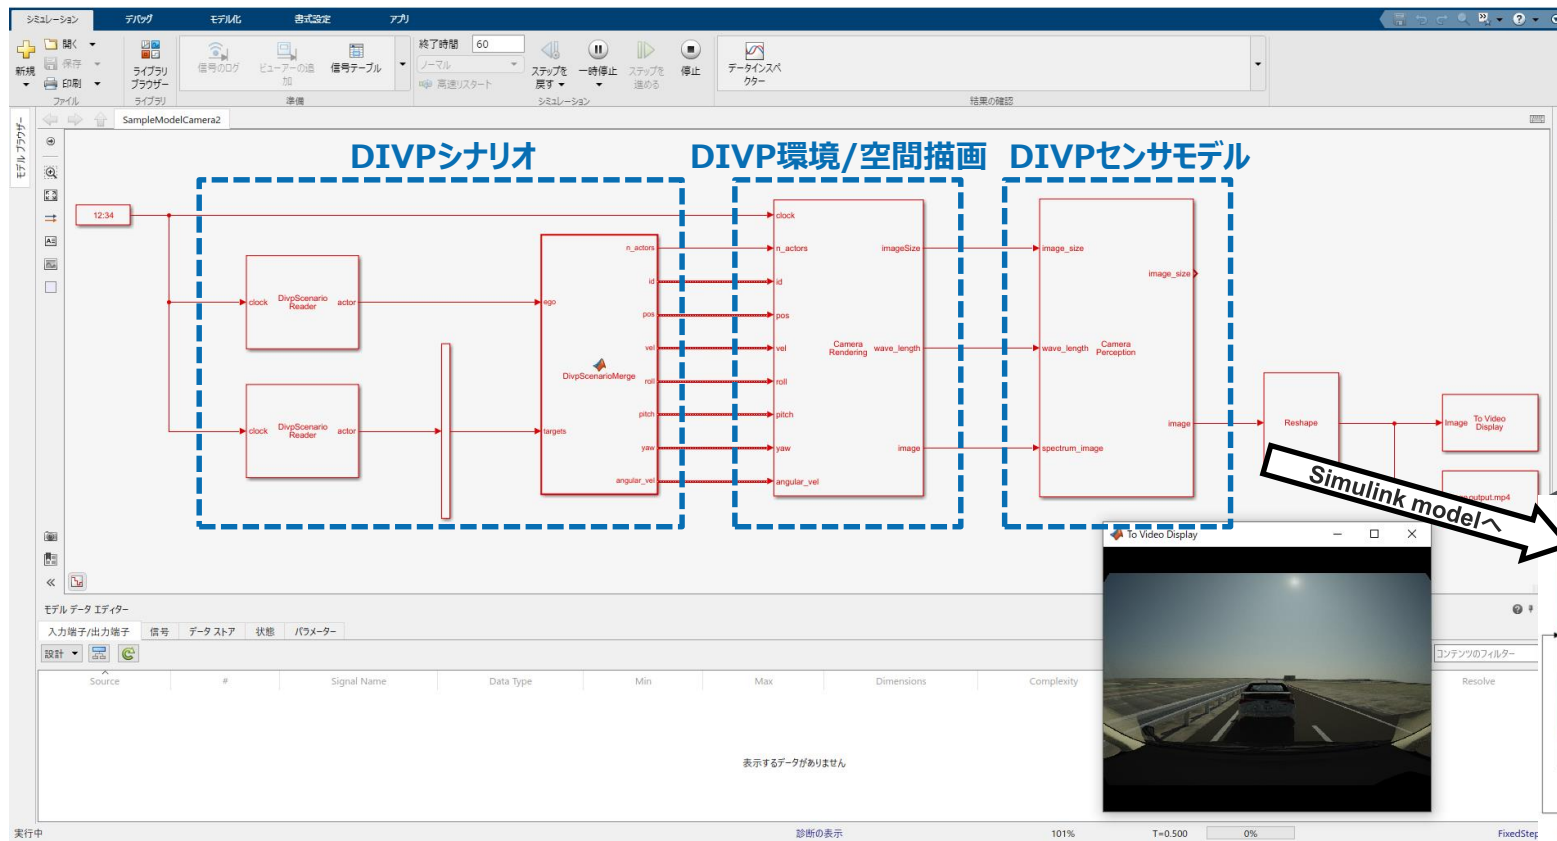 シミュレーション デバッグ モデル化 書式設定 アプリ
新規
開く
保存
印刷
ファイル
ライブラリ
ブラウザー
ライブラリ
信号のログ
ビューアーの追
加
信号テーブル
準備
終了時間 60
ノーマル
高速リスタート
ステップを
戻す
一時停止
ステップを
進める
停止
シミュレーション
データインスペ
クター
結果の確認
モデル ブラウザー
SampleModelCamera2
DIVPシナリオ
DIVP環境/空間描画
DIVPセンサモデル
12:34
clock
DivpScenario
Reader
actor
clock
DivpScenario
Reader
actor
ego
targets
DivpScenarioMerge
n_actors
id
pos
vel
roll
pitch
yaw
angular_vel
clock
n_actors
id
pos
vel
roll
pitch
yaw
angular_vel
Camera
Rendering
imageSize
wave_length
image
image_size
wave_length
spectrum_image
Camera
Perception
image_size
image
Reshape
Image
To Video
Display
output.mp4
Simulink modelへ
To Video Display
モデル データ エディター
入力端子/出力端子 信号 データ ストア 状態 パラメーター
設計
コンテンツのフィルター
Source # Signal Name Data Type Min Max Dimensions Complexity Resolve
表示するデータがありません
実行中 診断の表示 101% T=0.500 0% FixedStep